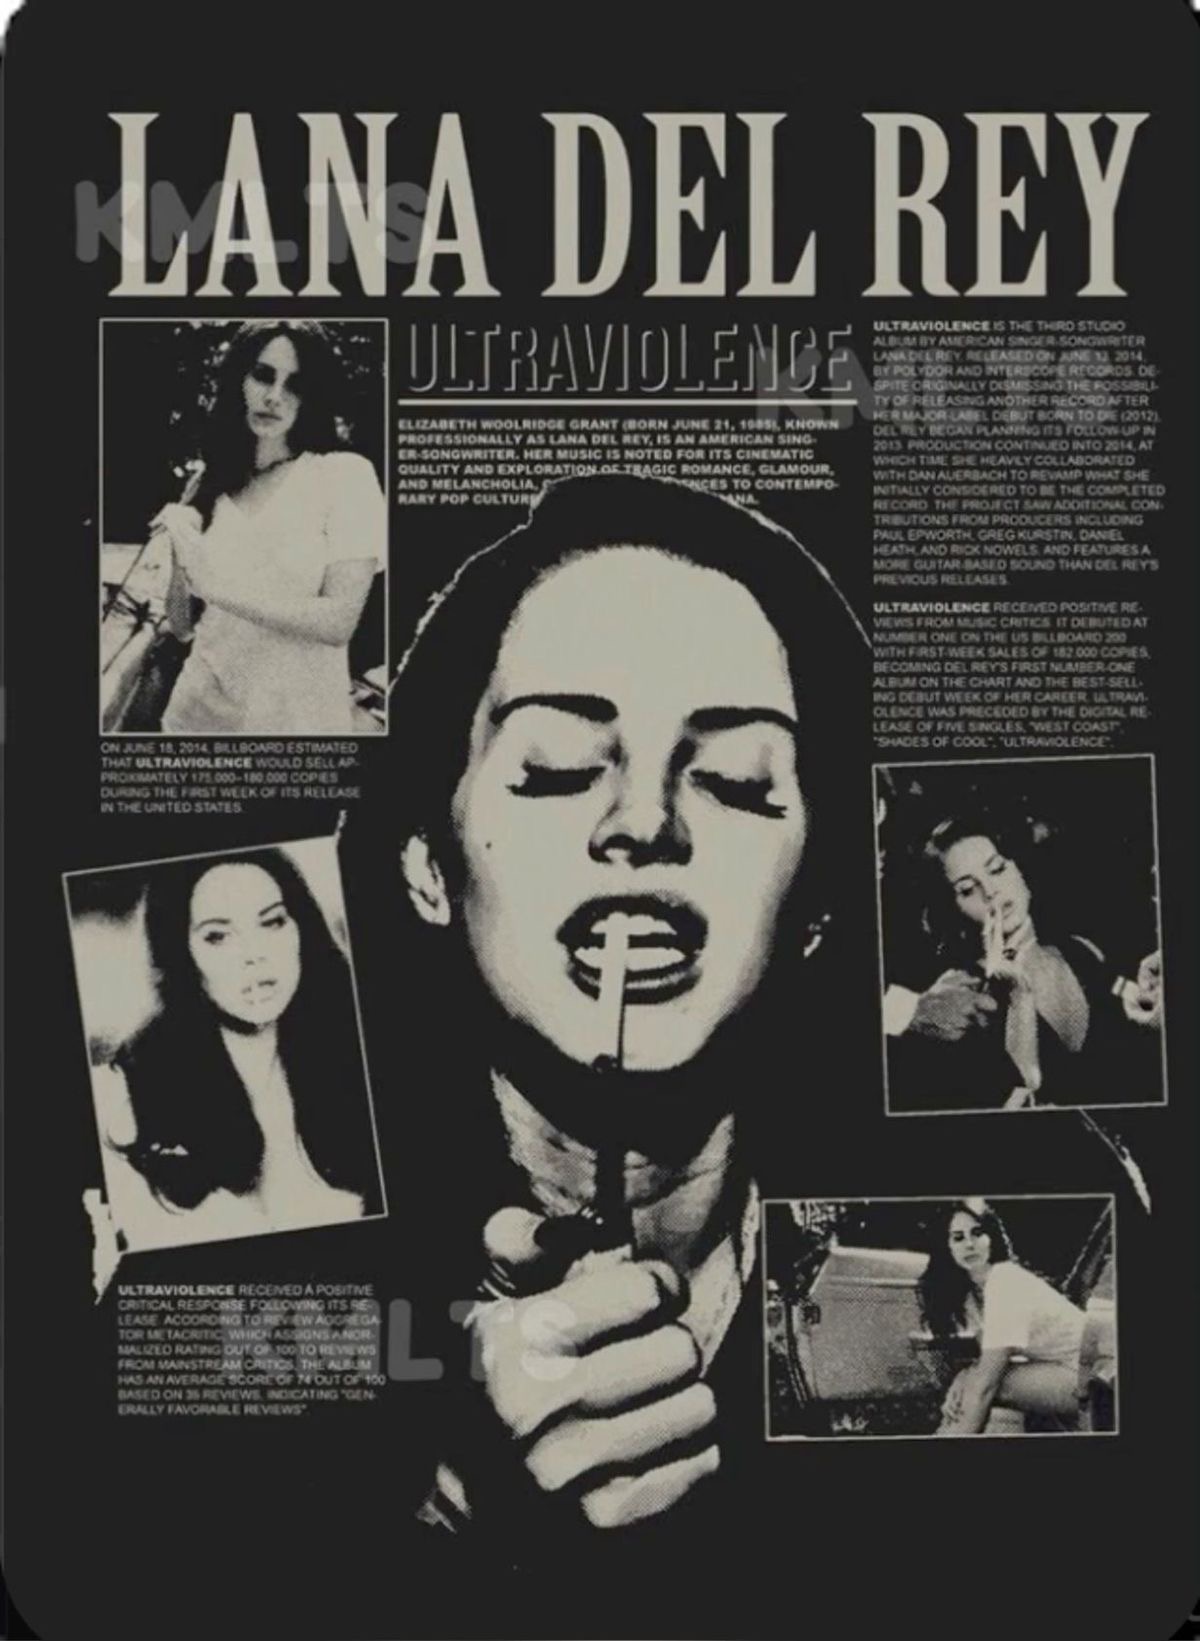 LANA DEL REY
KMLTS
ULTRAVIOLENCE
ELIZABETH WOOLRIDGE GRANT (BORN JUNE 21, 1985), KNOWN
PROFESSIONALLY AS LANA DEL REY, IS AN AMERICAN SING-
ER-SONGWRITER. HER MUSIC IS NOTED FOR ITS CINEMATIC
QUALITY AND EXPLORATION OF TRAGIC ROMANCE, GLAMOUR,
AND MELANCHOLIA, TO CONTEMPO-
RARY POP CULTURE
ULTRAVIOLENCE IS THE THIRD STUDIO
ALBUM BY AMERICAN SINGER-SONGWRITER
LANA DEL REY, RELEASED ON JUNE 13, 2014,
BY POLYDOR AND INTERSCOPE RECORDS. DE-
SPITE ORIGINALLY DISMISSING THE POSSIBILI-
TY OF RELEASING ANOTHER RECORD AFTER
HER MAJOR-LABEL DEBUT BORN TO DIE (2012),
DEL REY BEGAN PLANNING ITS FOLLOW-UP IN
2013. PRODUCTION CONTINUED INTO 2014, AT
WHICH TIME SHE HEAVILY COLLABORATED
WITH DAN AUERBACH TO REVAMP WHAT SHE
INITIALLY CONSIDERED TO BE THE COMPLETED
RECORD. THE PROJECT SAW ADDITIONAL CON-
TRIBUTIONS FROM PRODUCERS INCLUDING
PAUL EPWORTH, GREG KURSTIN, DANIEL
HEATH, AND RICK NOWELS, AND FEATURES A
MORE GUITAR-BASED SOUND THAN DEL REY'S
PREVIOUS RELEASES.
ULTRAVIOLENCE RECEIVED POSITIVE RE-
VIEWS FROM MUSIC CRITICS. IT DEBUTED AT
NUMBER ONE ON THE US BILLBOARD 200
WITH FIRST-WEEK SALES OF 182,000 COPIES,
BECOMING DEL REY'S FIRST NUMBER-ONE
ALBUM ON THE CHART AND THE BEST-SELL-
ING DEBUT WEEK OF HER CAREER. ULTRAVI-
OLENCE WAS PRECEDED BY THE DIGITAL RE-
LEASE OF FIVE SINGLES, "WEST COAST",
"SHADES OF COOL", "ULTRAVIOLENCE",
ON JUNE 18, 2014, BILLBOARD ESTIMATED
THAT ULTRAVIOLENCE WOULD SELL AP-
PROXIMATELY 175,000–180,000 COPIES
DURING THE FIRST WEEK OF ITS RELEASE
IN THE UNITED STATES.
ULTRAVIOLENCE RECEIVED A POSITIVE
CRITICAL RESPONSE FOLLOWING ITS RE-
LEASE. ACCORDING TO REVIEW AGGREGA-
TOR METACRITIC, WHICH ASSIGNS A NOR-
MALIZED RATING OUT OF 100 TO REVIEWS
FROM MAINSTREAM CRITICS, THE ALBUM
HAS AN AVERAGE SCORE OF 74 OUT OF 100
BASED ON 35 REVIEWS, INDICATING "GEN-
ERALLY FAVORABLE REVIEWS".